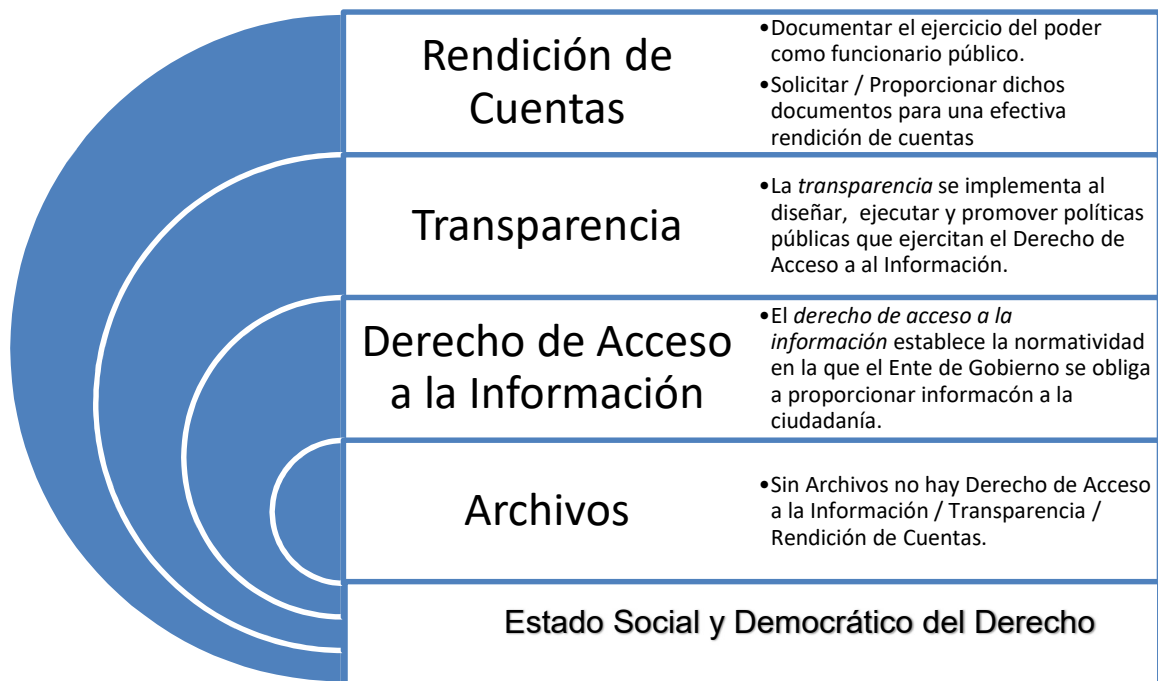 Rendición de
Cuentas
•Documentar el ejercicio del poder
como funcionario público.
•Solicitar / Proporcionar dichos
documentos para una efectiva
rendición de cuentas
Transparencia
•La transparencia se implementa al
diseñar, ejecutar y promover políticas
públicas que ejercitan el Derecho de
Acceso a al Información.
Derecho de Acceso
a la Información
•El derecho de acceso a la
información establece la normatividad
en la que el Ente de Gobierno se obliga
a proporcionar informacón a la
ciudadanía.
Archivos
•Sin Archivos no hay Derecho de Acceso
a la Información / Transparencia /
Rendición de Cuentas.
Estado Social y Democrático del Derecho